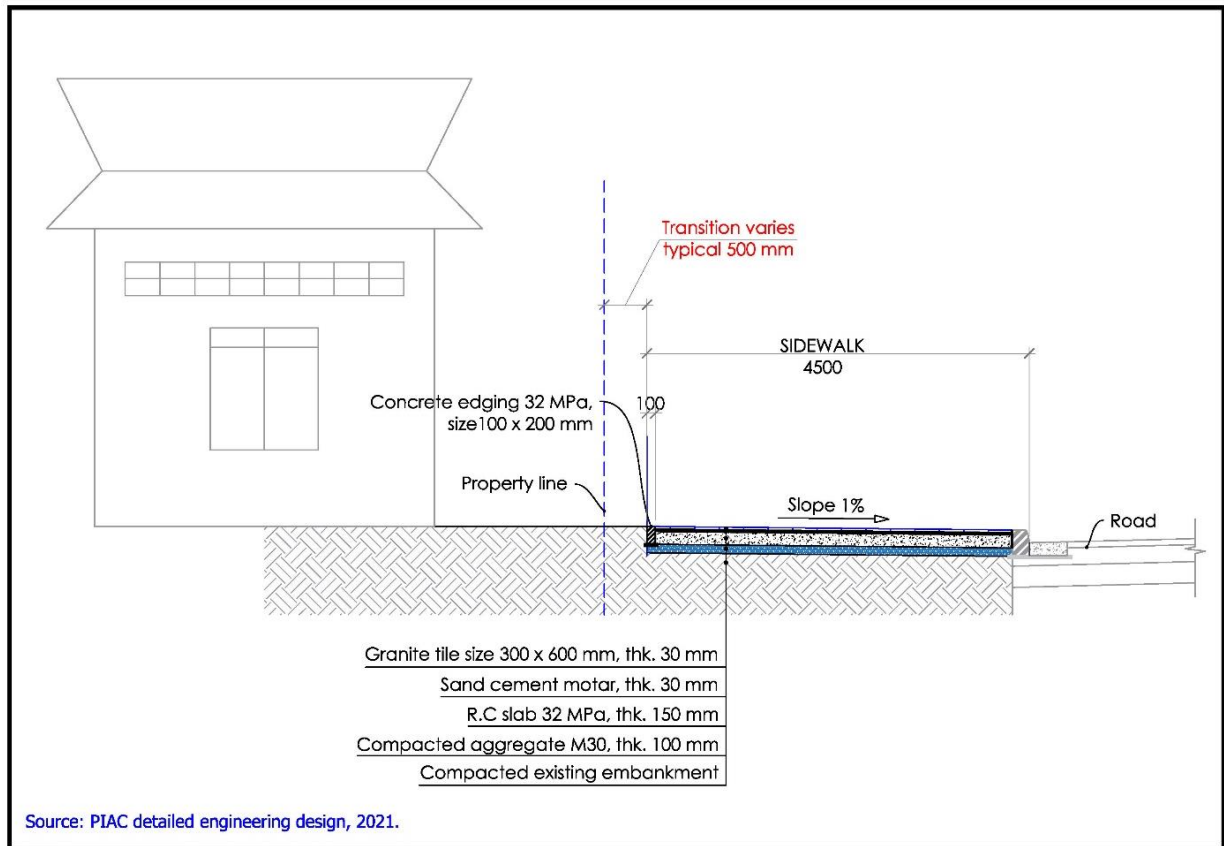 Transition varies
typical 500 mm
SIDEWALK
4500
Concrete edging 32 MPa,
size100 x 200 mm
100
Property line
Slope 1%
Road
Granite tile size 300 x 600 mm, thk. 30 mm
Sand cement motar, thk. 30 mm
R.C slab 32 MPa, thk. 150 mm
Compacted aggregate M30, thk. 100 mm
Compacted existing embankment
Source: PIAC detailed engineering design, 2021.